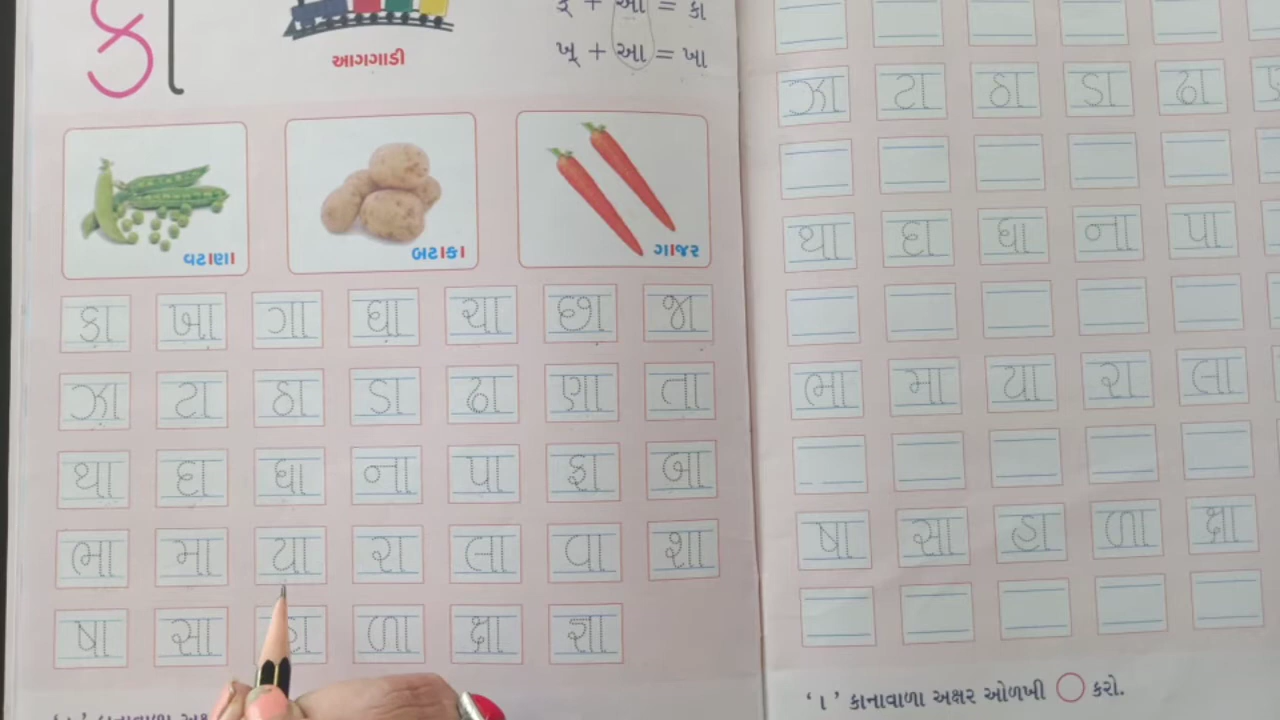 કા
આગગાડી
ક્ + આ = કા
ખ્ + આ = ખા
વટાણા
બટાકા
ગાજર
કા ખા ગા ઘા ચા છા જા
ઝા ટા ઠા ડા ઢા ણા તા
થા દા ધા ના પા ફા બા
ભા મા યા રા લા વા શા
ષા સા હા ળા ક્ષા જ્ઞા
ઝા ટા ઠા ડા ઢા
થા દા ધા ના પા
ભા મા યા રા લા
ષા સા હા ળા ક્ષા
‘ા’ કાનાવાળા અક્ષર ઓળખી ◯ કરો.